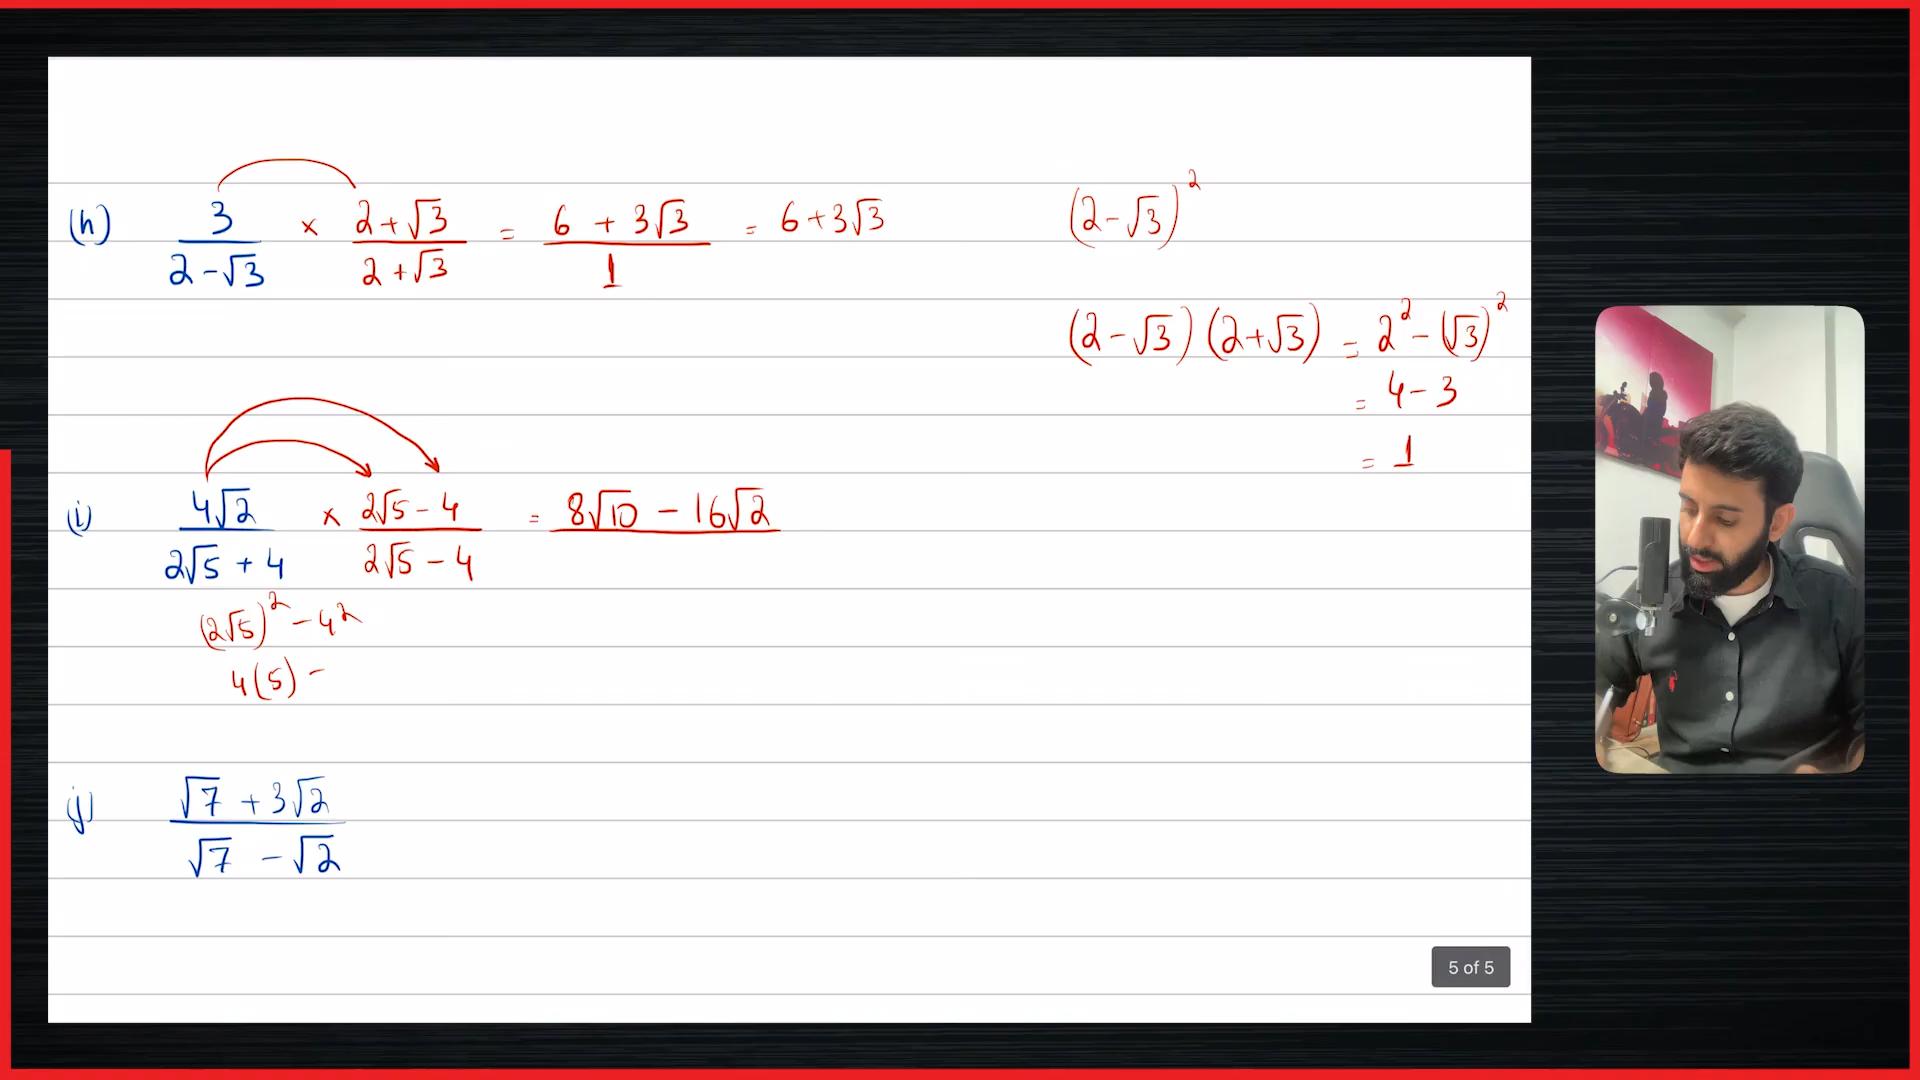 (h) 3/(2-√3) × (2+√3)/(2+√3) = (6 + 3√3)/1 = 6+3√3
(2-√3)²
(2-√3)(2+√3) = 2² - (√3)²
= 4-3
= 1
(i) 4√2/(2√5 + 4) × (2√5 - 4)/(2√5 - 4) = 8√10 - 16√2
(2√5)² - 4²
4(5) -
(j) (√7 + 3√2)/(√7 - √2)
5 of 5